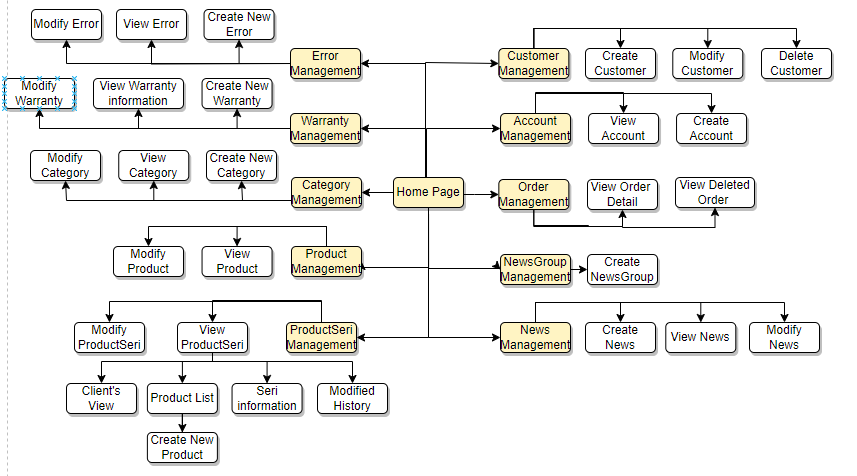 Modify Error
View Error
Create New
Error
Error
Management
Customer
Management
Create
Customer
Modify
Customer
Delete
Customer
Modify
Warranty
View Warranty
information
Create New
Warranty
Warranty
Management
Account
Management
View
Account
Create
Account
Modify
Category
View
Category
Create New
Category
Category
Management
Home Page
Order
Management
View Order
Detail
View Deleted
Order
Modify
Product
View
Product
Product
Management
NewsGroup
Management
Create
NewsGroup
Modify
ProductSeri
View
ProductSeri
ProductSeri
Management
News
Management
Create
News
View News
Modify
News
Client's
View
Product List
Seri
information
Modified
History
Create New
Product